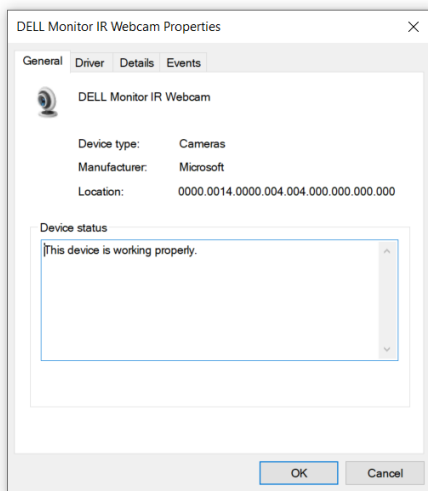 DELL Monitor IR Webcam Properties
General Driver Details Events
DELL Monitor IR Webcam
Device type: Cameras
Manufacturer: Microsoft
Location: 0000.0014.0000.004.004.000.000.000.000
Device status
This device is working properly.
OK Cancel